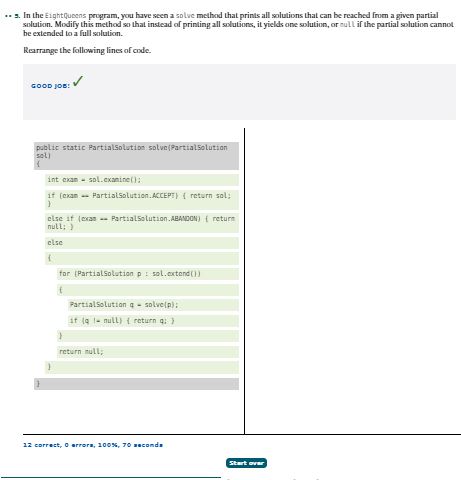 •• 5. In the EightQueens program, you have seen a solve method that prints all solutions that can be reached from a given partial
solution. Modify this method so that instead of printing all solutions, it yields one solution, or null if the partial solution cannot
be extended to a full solution.
Rearrange the following lines of code.
GOOD JOB! ✓
public static PartialSolution solve(PartialSolution
sol)
{
int exam = sol.examine();
if (exam == PartialSolution.ACCEPT) { return sol;
}
else if (exam == PartialSolution.ABANDON) { return
null; }
else
{
for (PartialSolution p : sol.extend())
{
PartialSolution q = solve(p);
if (q != null) { return q; }
}
return null;
}
}
12 correct, 0 errors, 100%, 70 seconds
Start over